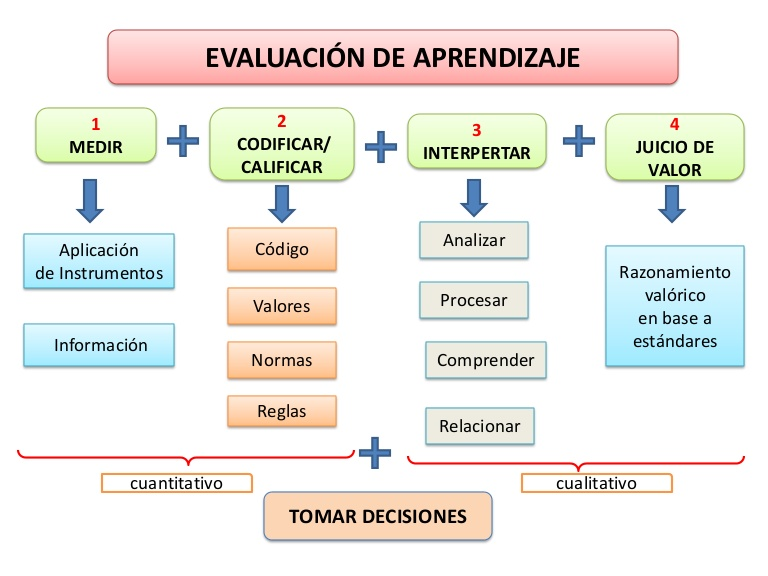 EVALUACIÓN DE APRENDIZAJE
1
MEDIR
2
CODIFICAR/
CALIFICAR
3
INTERPERTAR
4
JUICIO DE
VALOR
Aplicación
de Instrumentos
Información
Código
Valores
Normas
Reglas
Analizar
Procesar
Comprender
Relacionar
Razonamiento
valórico
en base a
estándares
cuantitativo
cualitativo
TOMAR DECISIONES